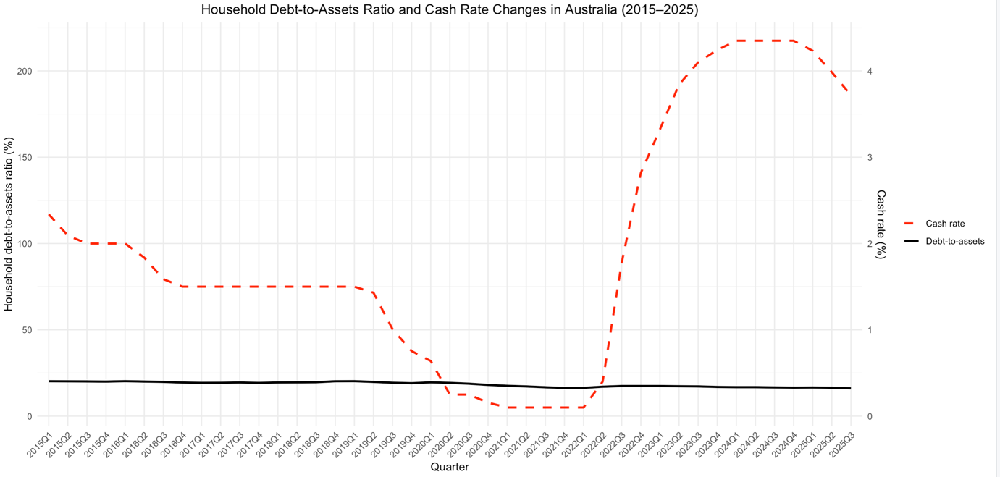 Household Debt-to-Assets Ratio and Cash Rate Changes in Australia (2015–2025)
Household debt-to-assets ratio (%)
200
150
100
50
0
4
3
2
1
0
Cash rate (%)
Cash rate
Debt-to-assets
2015Q1
2015Q2
2015Q3
2015Q4
2016Q1
2016Q2
2016Q3
2016Q4
2017Q1
2017Q2
2017Q3
2017Q4
2018Q1
2018Q2
2018Q3
2018Q4
2019Q1
2019Q2
2019Q3
2019Q4
2020Q1
2020Q2
2020Q3
2020Q4
2021Q1
2021Q2
2021Q3
2021Q4
2022Q1
2022Q2
2022Q3
2022Q4
2023Q1
2023Q2
2023Q3
2023Q4
2024Q1
2024Q2
2024Q3
2024Q4
2025Q1
2025Q2
2025Q3
Quarter